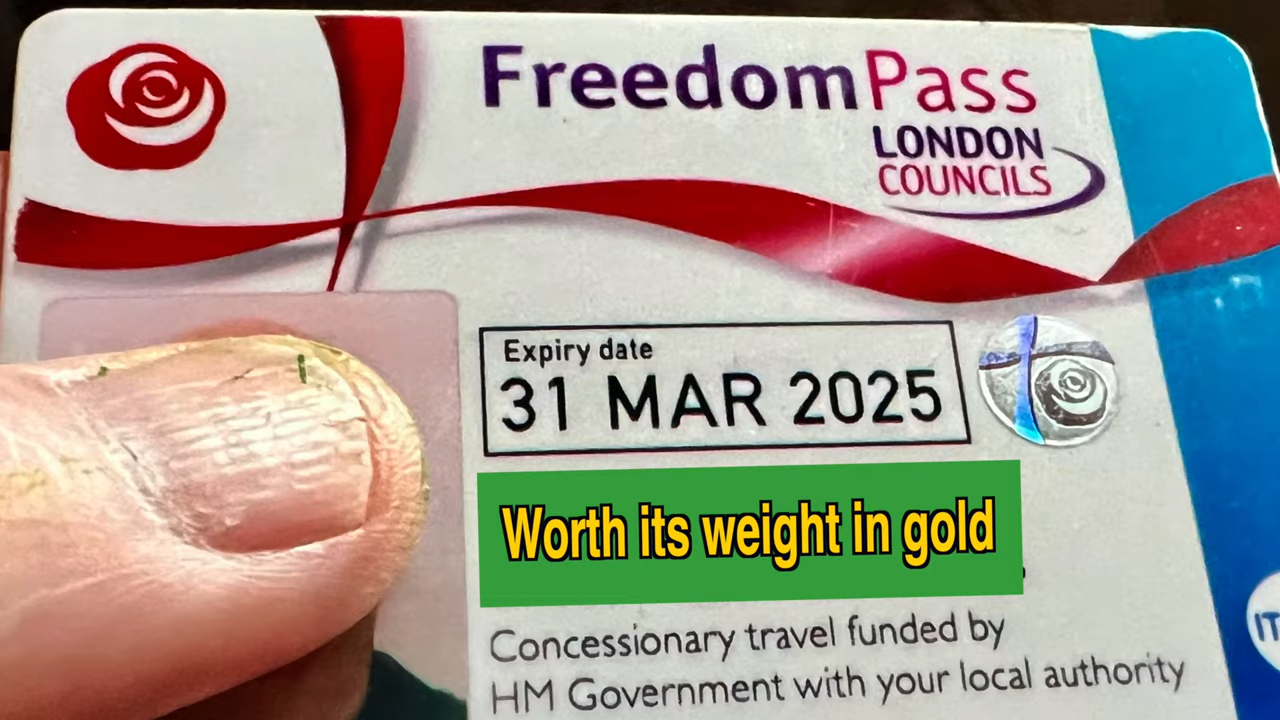 FreedomPass
LONDON
COUNCILS
Expiry date
31 MAR 2025
Worth its weight in gold
Concessionary travel funded by
HM Government with your local authority
IT